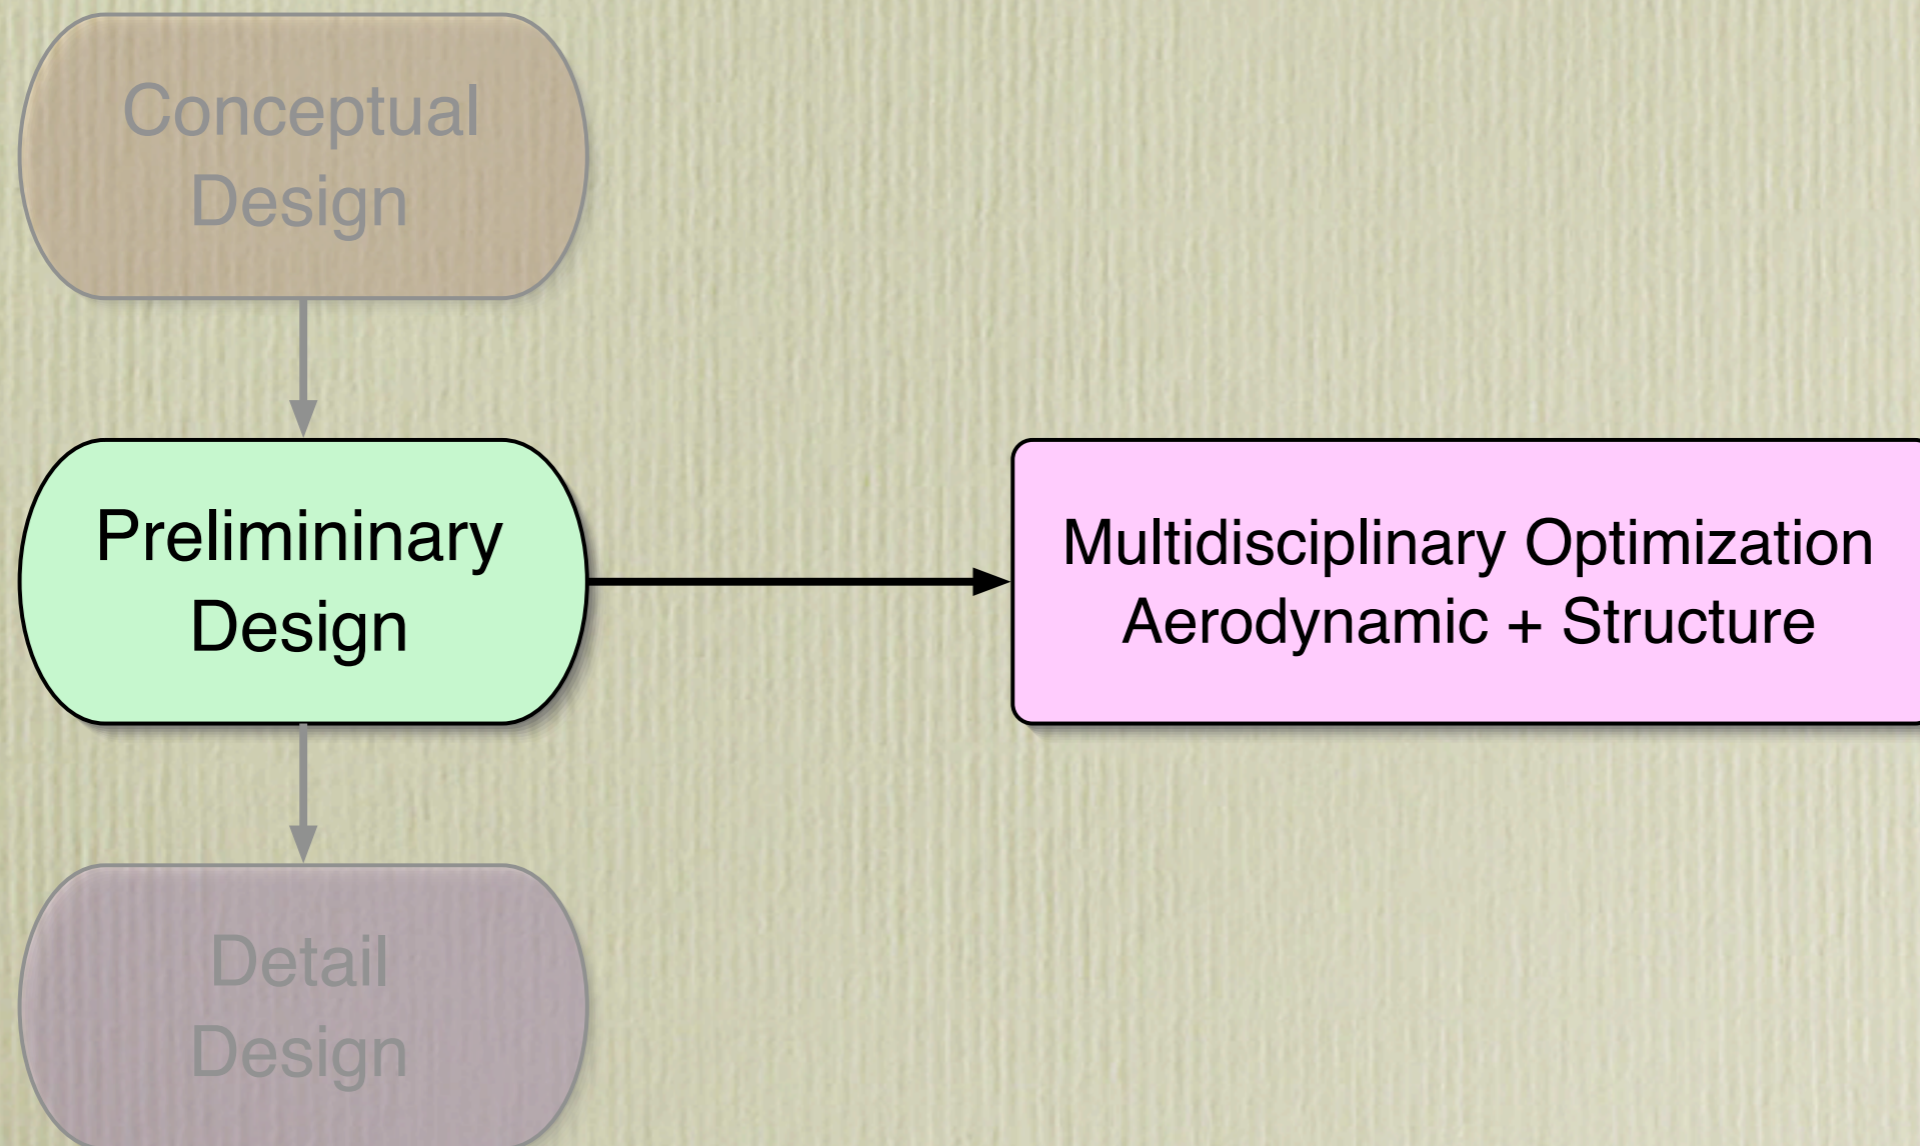 Conceptual
Design
Prelimininary
Design
Multidisciplinary Optimization
Aerodynamic + Structure
Detail
Design